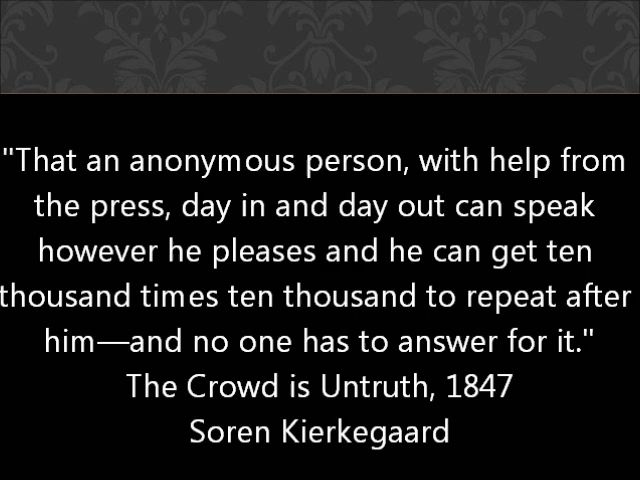 "That an anonymous person, with help from
the press, day in and day out can speak
however he pleases and he can get ten
thousand times ten thousand to repeat after
him—and no one has to answer for it."
The Crowd is Untruth, 1847
Soren Kierkegaard